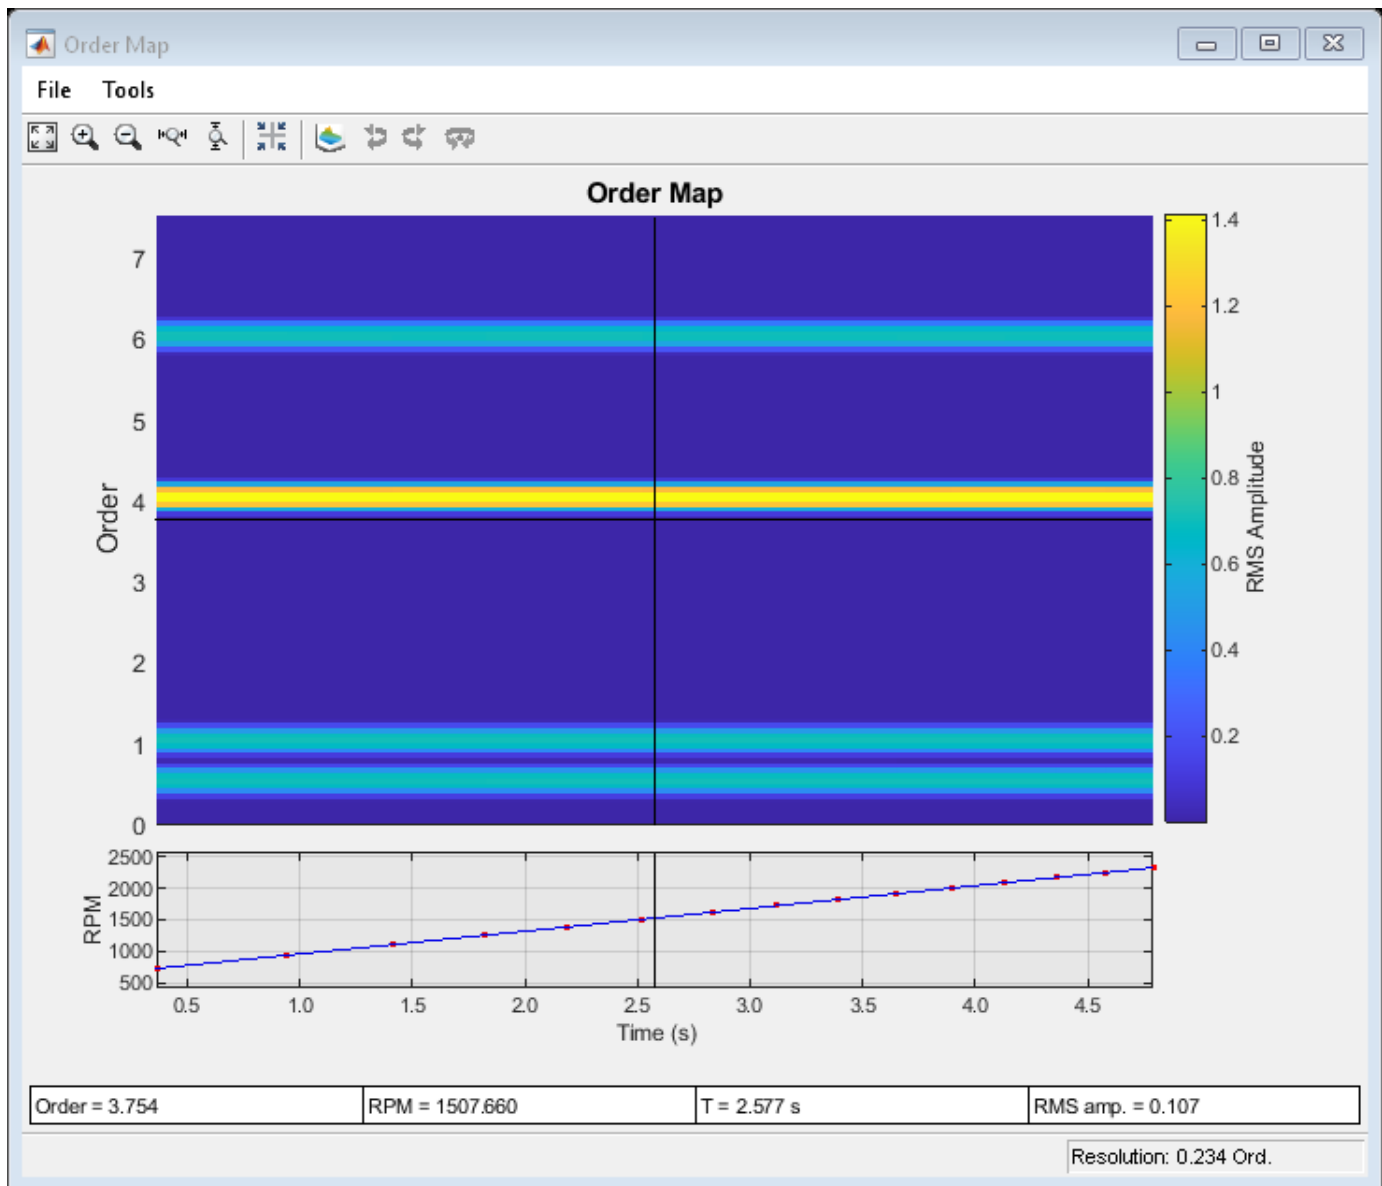 Order Map
File Tools
Order Map
7
6
5
4
3
2
1
0
Order
1.4
1.2
1
0.8
0.6
0.4
0.2
RMS Amplitude
2500
2000
1500
1000
500
RPM
0.5 1.0 1.5 2.0 2.5 3.0 3.5 4.0 4.5
Time (s)
Order = 3.754 RPM = 1507.660 T = 2.577 s RMS amp. = 0.107
Resolution: 0.234 Ord.